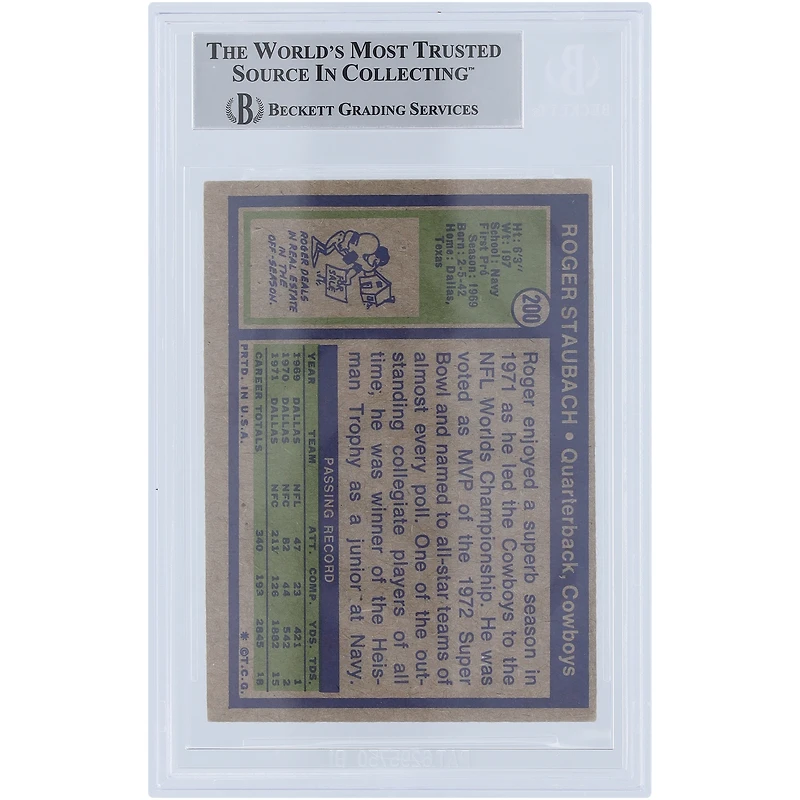 THE WORLD'S MOST TRUSTED
SOURCE IN COLLECTING™
B BECKETT GRADING SERVICES
ROGER STAUBACH • Quarterback, Cowboys
200
Ht: 6'3"
Wt: 197
School: Navy
First Pro
Season: 1969
Born: 2-5-42
Home: Dallas,
Texas
FOR
SALE
ROGER DEALS
IN REAL ESTATE
IN THE
OFF-SEASON.
Roger enjoyed a superb season in
1971 as he led the Cowboys to the
NFL Worlds Championship. He was
voted as MVP of the 1972 Super
Bowl and named to all-star teams of
almost every poll. One of the out-
standing collegiate players of all
time; he was winner of the Heis-
man Trophy as a junior at Navy.
PASSING RECORD
YEAR TEAM ATT. COMP. YDS. TDS.
1969 DALLAS NFL 47 23 421 1
1970 DALLAS NFC 82 44 542 2
1971 DALLAS NFC 211 126 1882 15
CAREER TOTALS 340 193 2845 18
PRTD. IN U.S.A. * ©T.C.G.